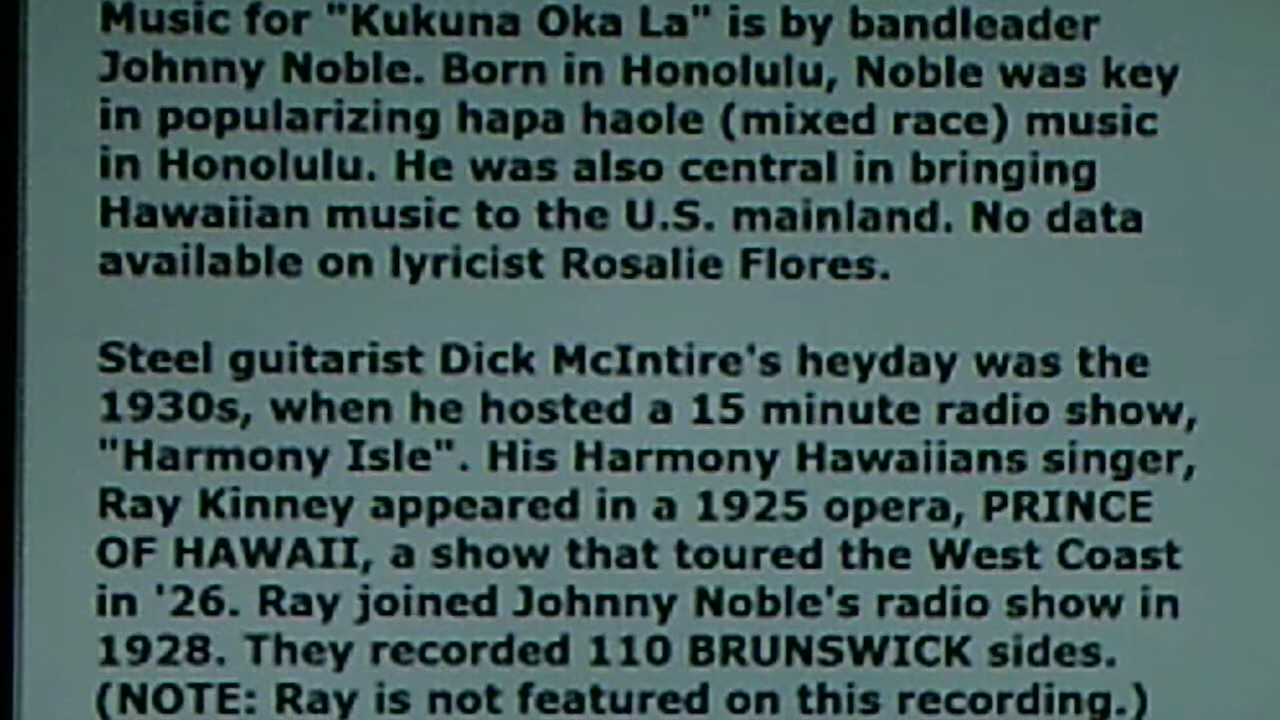 Music for "Kukuna Oka La" is by bandleader
Johnny Noble. Born in Honolulu, Noble was key
in popularizing hapa haole (mixed race) music
in Honolulu. He was also central in bringing
Hawaiian music to the U.S. mainland. No data
available on lyricist Rosalie Flores.
Steel guitarist Dick McIntire's heyday was the
1930s, when he hosted a 15 minute radio show,
"Harmony Isle". His Harmony Hawaiians singer,
Ray Kinney appeared in a 1925 opera, PRINCE
OF HAWAII, a show that toured the West Coast
in '26. Ray joined Johnny Noble's radio show in
1928. They recorded 110 BRUNSWICK sides.
(NOTE: Ray is not featured on this recording.)